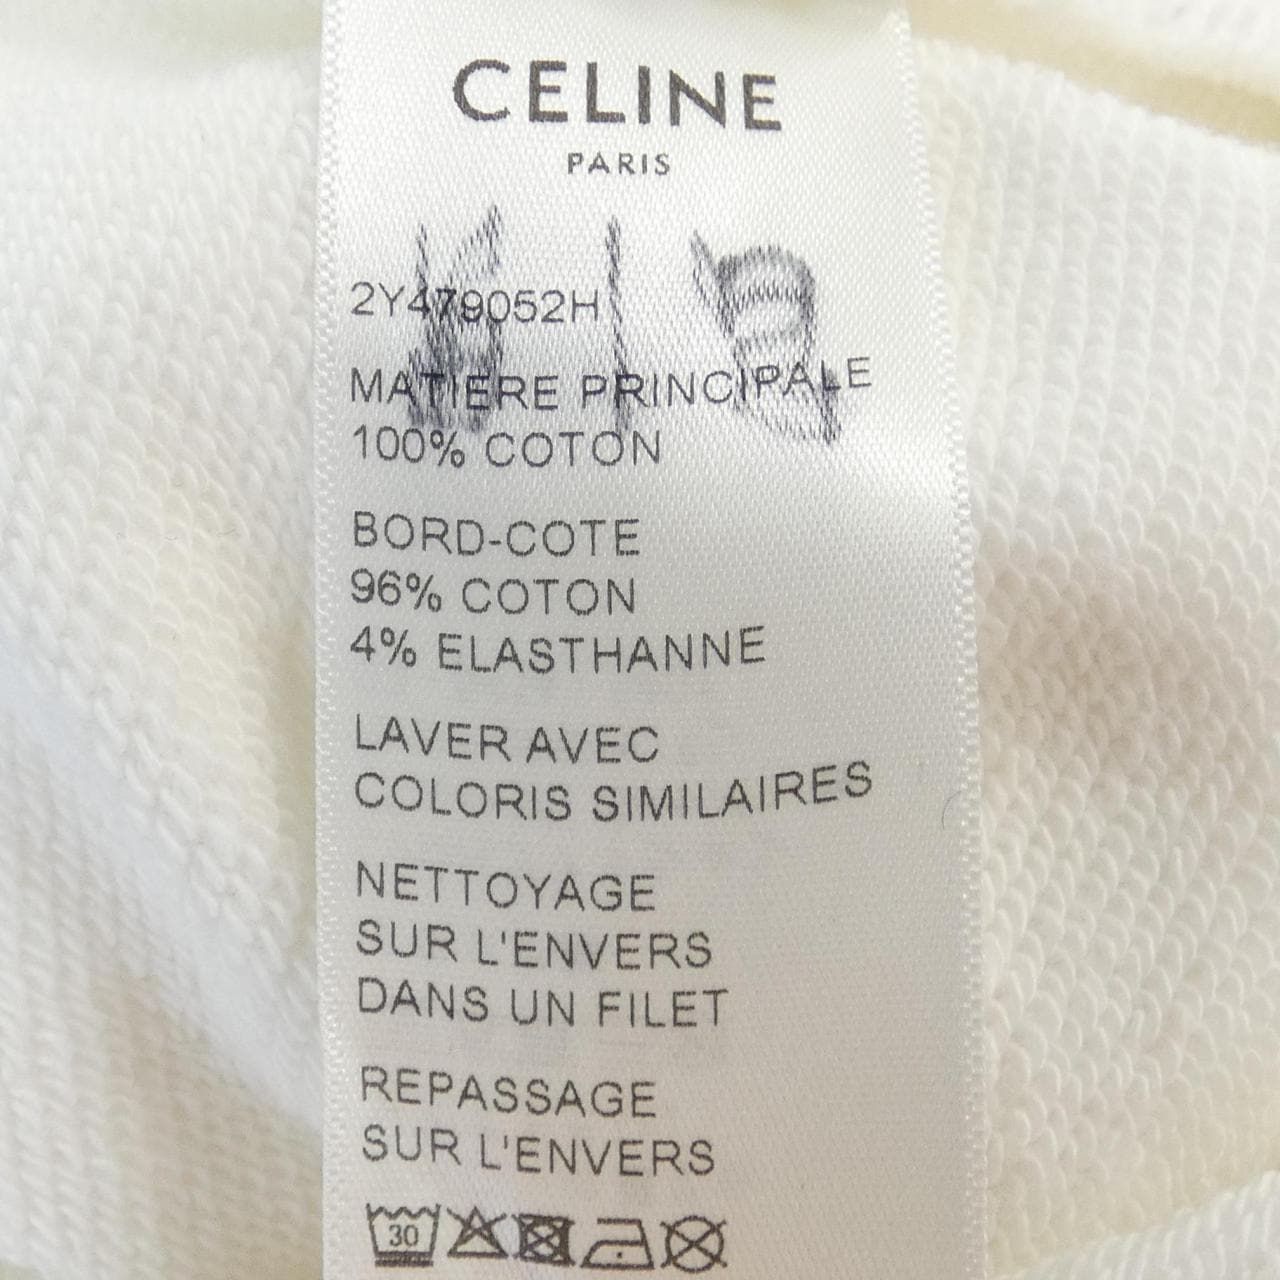 CELINE
PARIS
2Y479052H
MATIERE PRINCIPALE
100% COTON
BORD-COTE
96% COTON
4% ELASTHANNE
LAVER AVEC
COLORIS SIMILAIRES
NETTOYAGE
SUR L'ENVERS
DANS UN FILET
REPASSAGE
SUR L'ENVERS
30